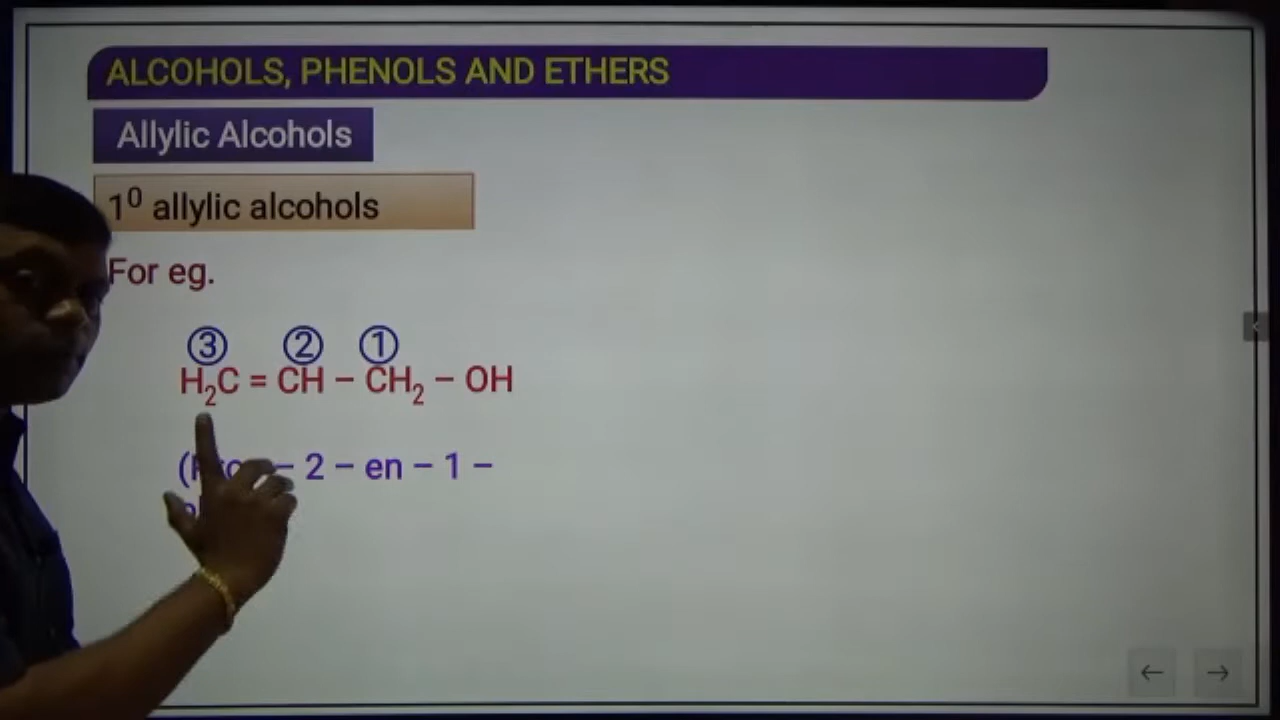 ALCOHOLS, PHENOLS AND ETHERS
Allylic Alcohols
1⁰ allylic alcohols
For eg.
③ ② ①
H₂C = CH – CH₂ – OH
– 2 – en – 1 –